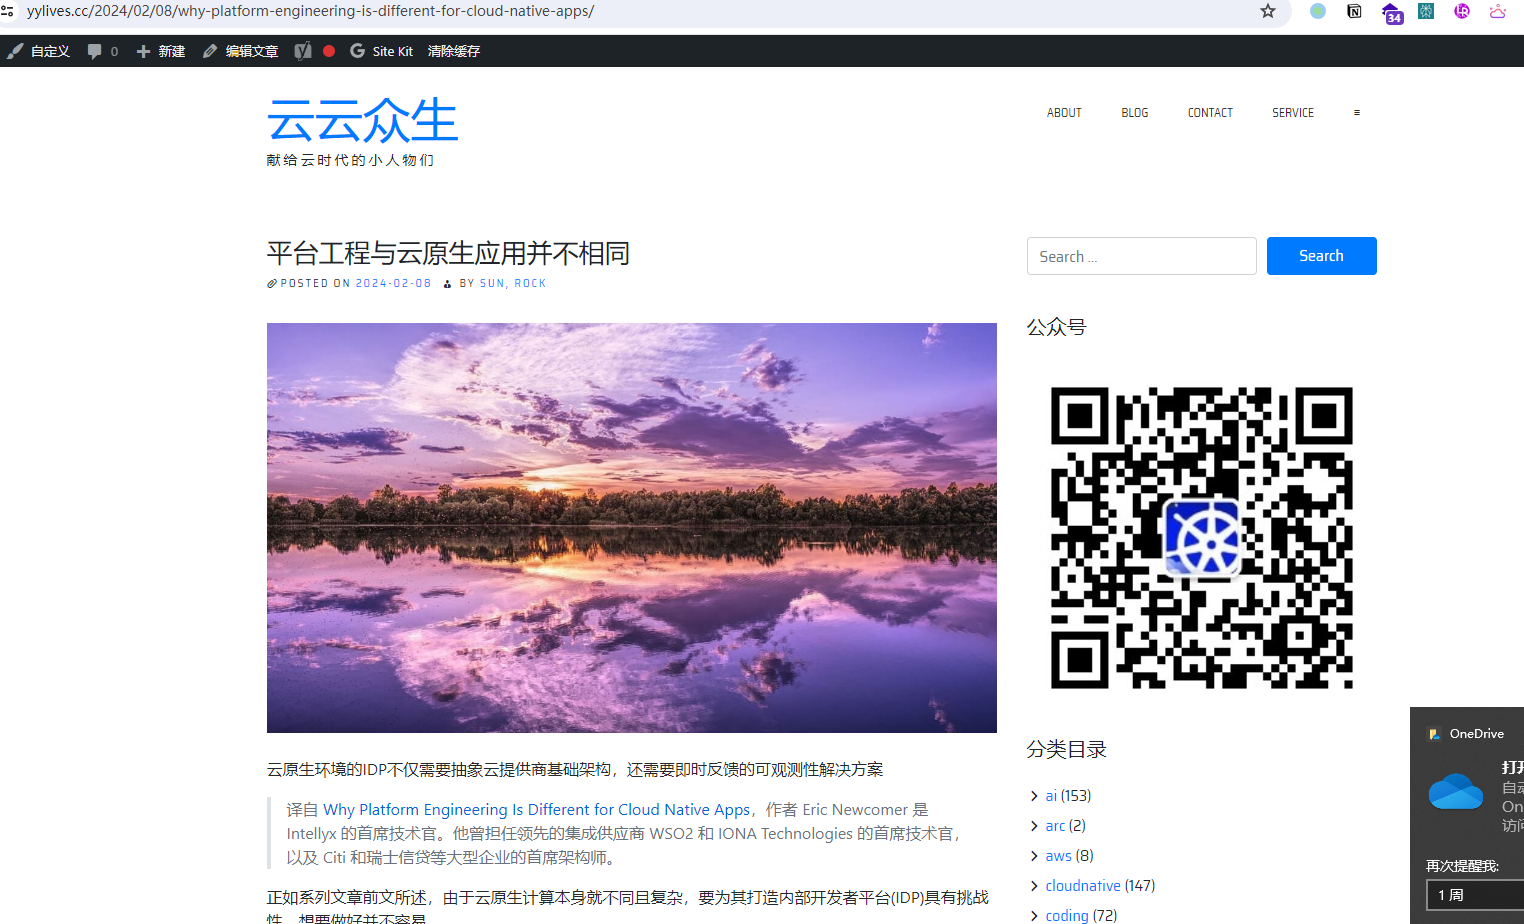 yylives.cc/2024/02/08/why-platform-engineering-is-different-for-cloud-native-apps/
34
自定义 0 新建 编辑文章 Site Kit 清除缓存
云云众生
献给云时代的小人物们
ABOUT BLOG CONTACT SERVICE
平台工程与云原生应用并不相同
POSTED ON 2024-02-08 BY SUN, ROCK
Search ...
Search
公众号
云原生环境的IDP不仅需要抽象云提供商基础架构，还需要即时反馈的可观测性解决方案
译自 Why Platform Engineering Is Different for Cloud Native Apps，作者 Eric Newcomer 是
Intellyx 的首席技术官。他曾担任领先的集成供应商 WSO2 和 IONA Technologies 的首席技术官，
以及 Citi 和瑞士信贷等大型企业的首席架构师。
正如系列文章前文所述，由于云原生计算本身就不同且复杂，要为其打造内部开发者平台(IDP)具有挑战
性，想要做好并不容易
分类目录
ai (153)
arc (2)
aws (8)
cloudnative (147)
coding (72)
OneDrive
打开
自动
On
访问
再次提醒我:
1 周